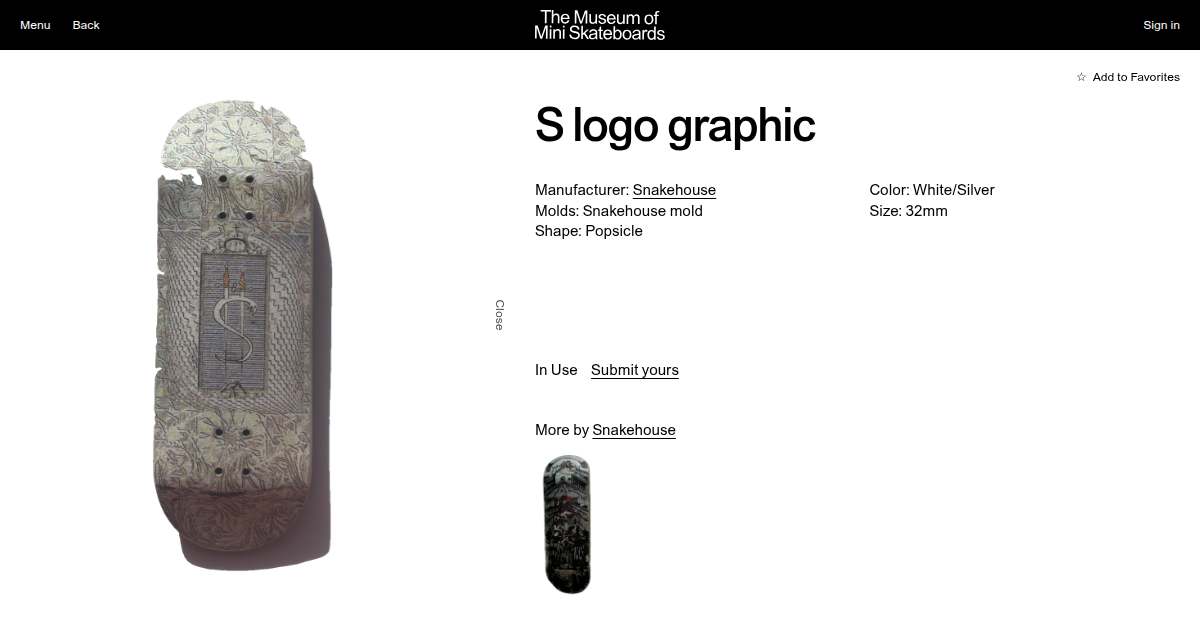 Menu
Back
The Museum of
Mini Skateboards
Sign in
☆ Add to Favorites
S logo graphic
Manufacturer: Snakehouse
Molds: Snakehouse mold
Shape: Popsicle
Color: White/Silver
Size: 32mm
Close
In Use Submit yours
More by Snakehouse
S